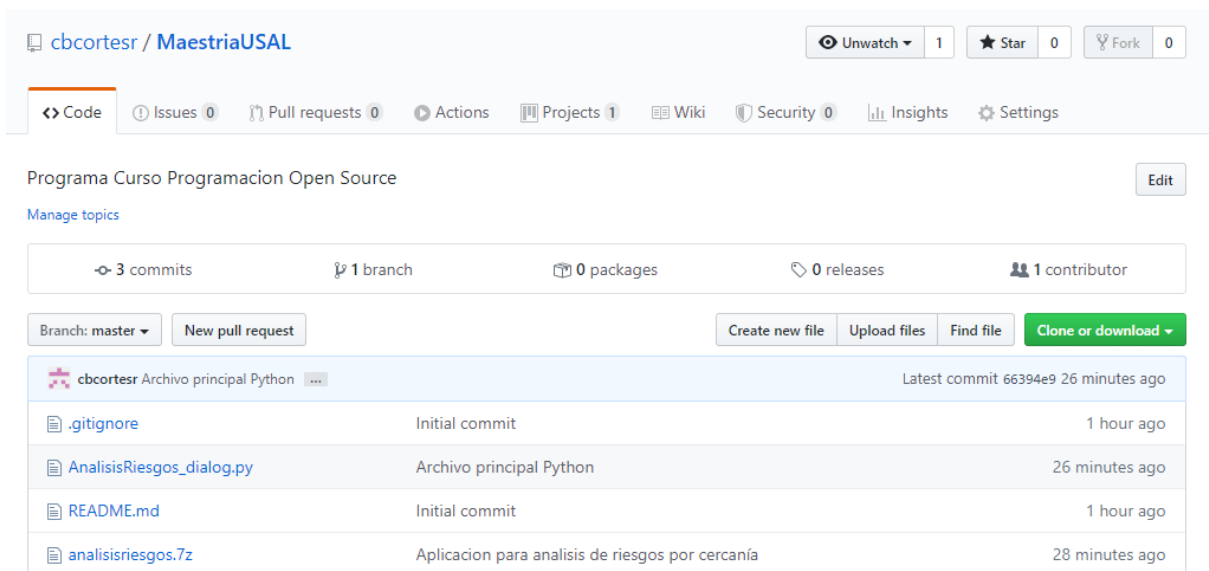 cbcortesr / MaestriaUSAL Unwatch 1 Star 0 Fork 0
Code Issues 0 Pull requests 0 Actions Projects 1 Wiki Security 0 Insights Settings
Programa Curso Programacion Open Source Edit
Manage topics
3 commits 1 branch 0 packages 0 releases 1 contributor
Branch: master New pull request Create new file Upload files Find file Clone or download
cbcortesr Archivo principal Python ... Latest commit 66394e9 26 minutes ago
.gitignore Initial commit 1 hour ago
AnalisisRiesgos_dialog.py Archivo principal Python 26 minutes ago
README.md Initial commit 1 hour ago
analisisriesgos.7z Aplicacion para analisis de riesgos por cercanía 28 minutes ago